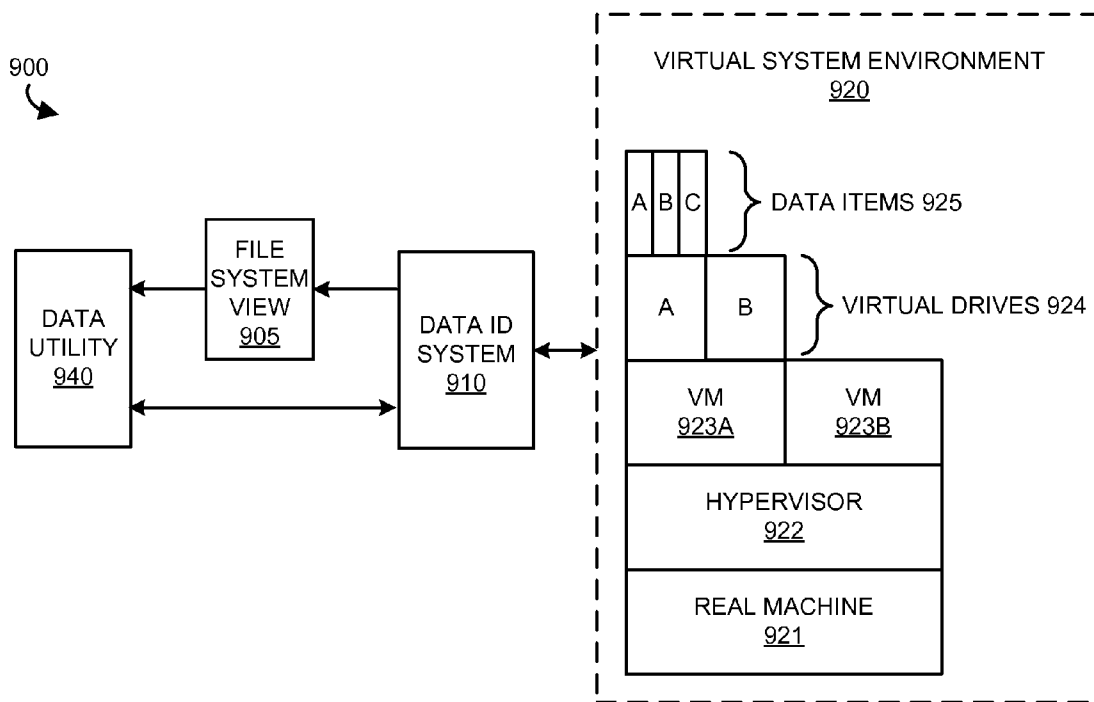 900
VIRTUAL SYSTEM ENVIRONMENT
920
A B C
DATA ITEMS 925
A B
VIRTUAL DRIVES 924
FILE
SYSTEM
VIEW
905
DATA
UTILITY
940
DATA ID
SYSTEM
910
VM
923A
VM
923B
HYPERVISOR
922
REAL MACHINE
921